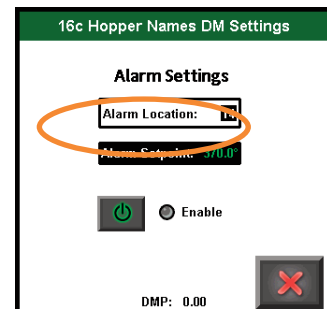 16c Hopper Names DM Settings
Alarm Settings
Alarm Location:
Alarm Setpoint: 370.0°
Enable
DMP: 0.00